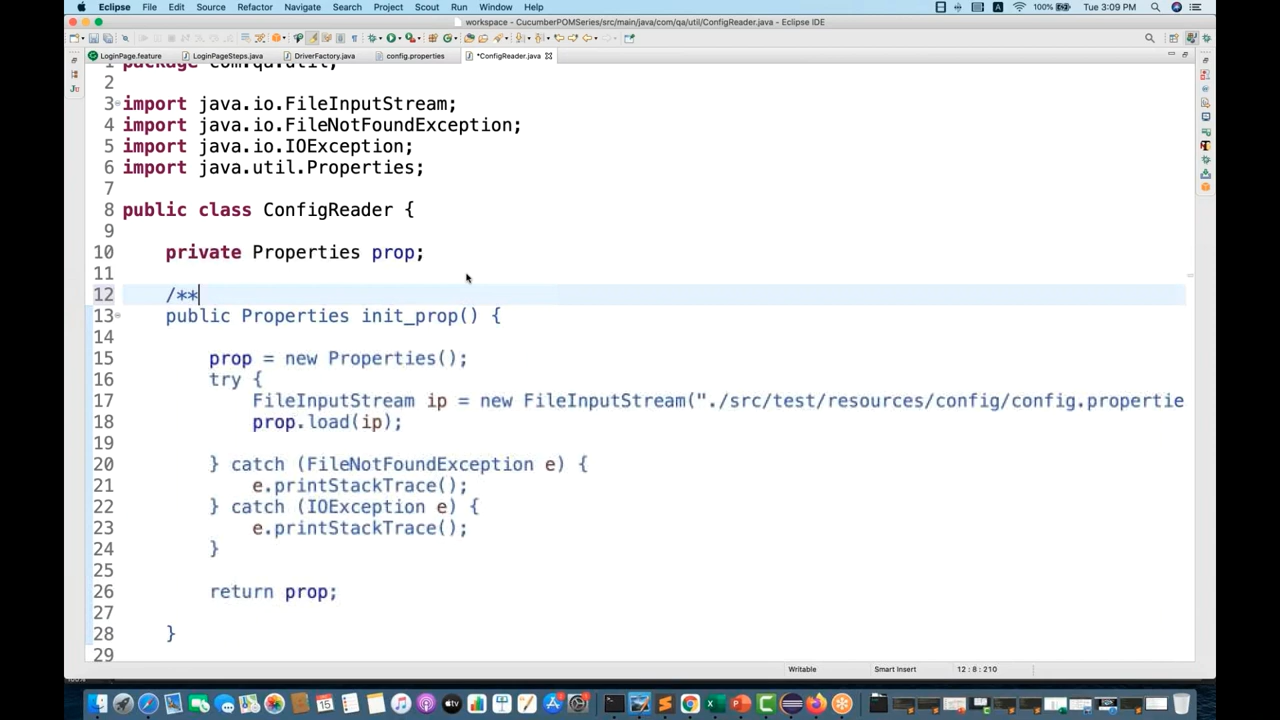 Eclipse File Edit Source Refactor Navigate Search Project Scout Run Window Help 100% Tue 3:09 PM
workspace - CucumberPOMSeries/src/main/java/com/qa/util/ConfigReader.java - Eclipse IDE
LoginPage.feature LoginPageSteps.java DriverFactory.java config.properties *ConfigReader.java
1 package com.qa.util;
2
3 import java.io.FileInputStream;
4 import java.io.FileNotFoundException;
5 import java.io.IOException;
6 import java.util.Properties;
7
8 public class ConfigReader {
9
10 private Properties prop;
11
12 /**
13 public Properties init_prop() {
14
15 prop = new Properties();
16 try {
17 FileInputStream ip = new FileInputStream("./src/test/resources/config/config.propertie
18 prop.load(ip);
19
20 } catch (FileNotFoundException e) {
21 e.printStackTrace();
22 } catch (IOException e) {
23 e.printStackTrace();
24 }
25
26 return prop;
27
28 }
29
Writable Smart Insert 12 : 8 : 210